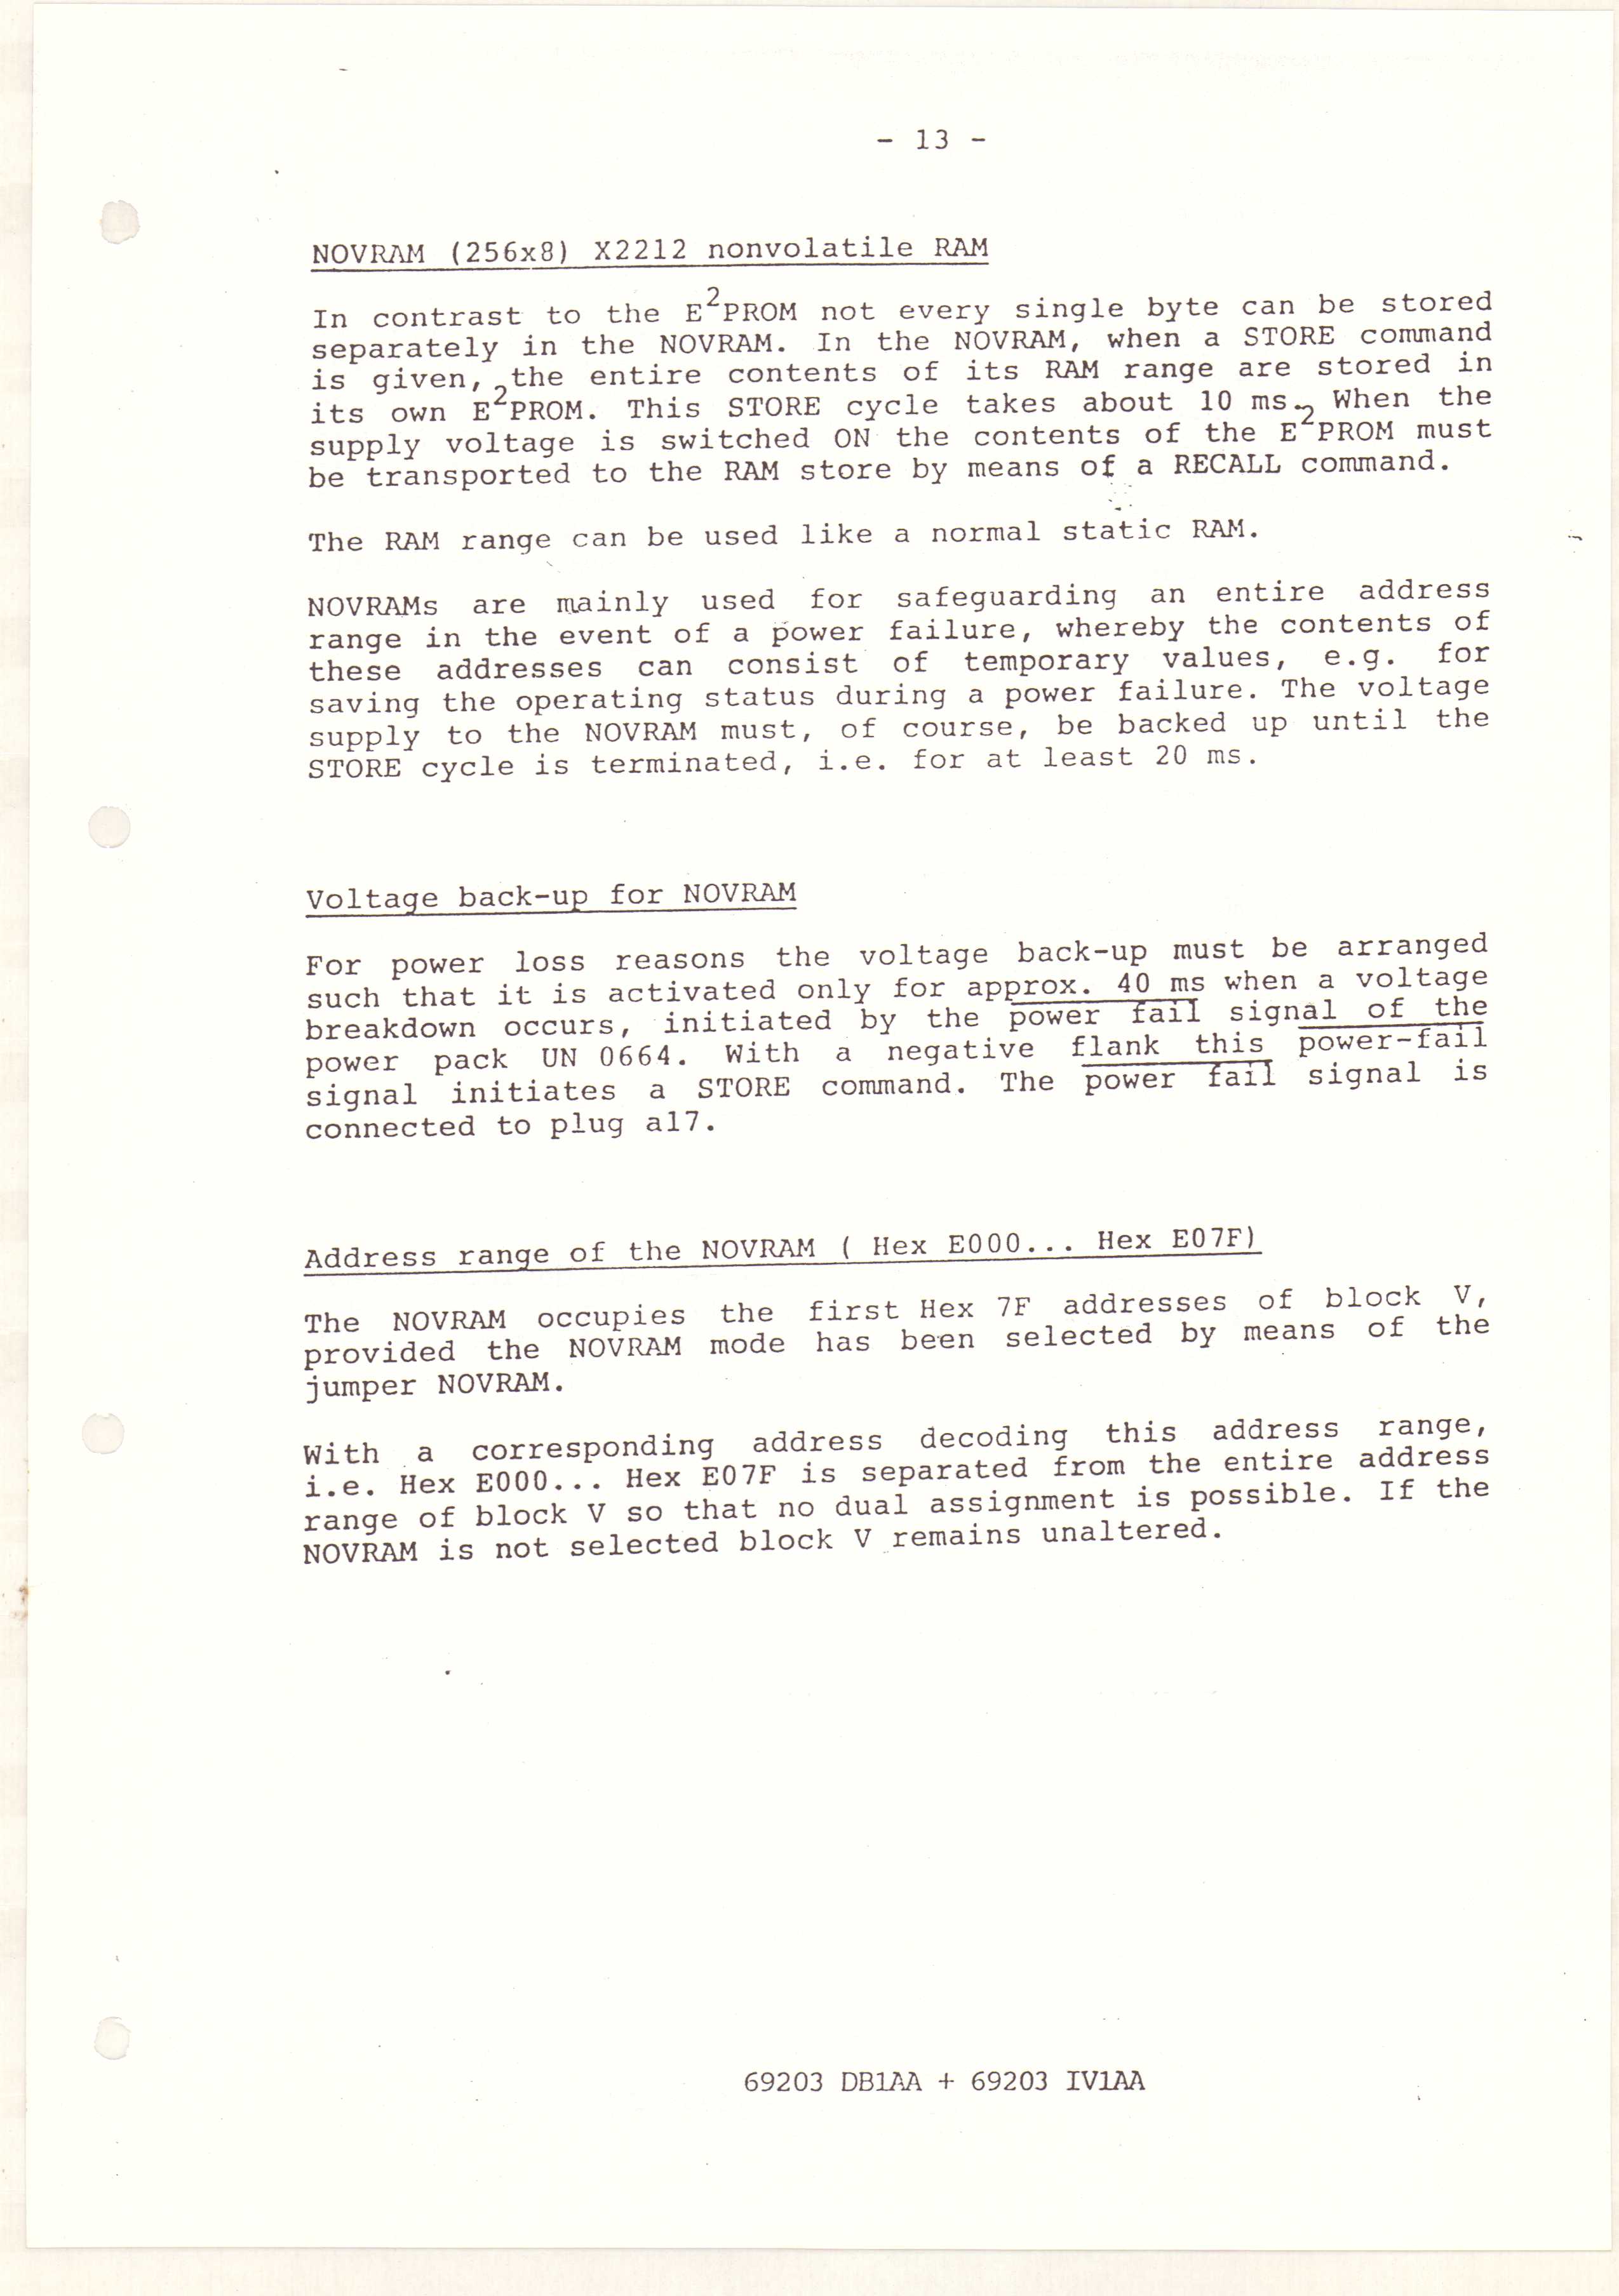 - 13 -
NOVRAM (256x8) X2212 nonvolatile RAM
In contrast to the E²PROM not every single byte can be stored
separately in the NOVRAM. In the NOVRAM, when a STORE command
is given, the entire contents of its RAM range are stored in
its own E²PROM. This STORE cycle takes about 10 ms. When the
supply voltage is switched ON the contents of the E²PROM must
be transported to the RAM store by means of a RECALL command.
The RAM range can be used like a normal static RAM.
NOVRAMs are mainly used for safeguarding an entire address
range in the event of a power failure, whereby the contents of
these addresses can consist of temporary values, e.g. for
saving the operating status during a power failure. The voltage
supply to the NOVRAM must, of course, be backed up until the
STORE cycle is terminated, i.e. for at least 20 ms.
Voltage back-up for NOVRAM
For power loss reasons the voltage back-up must be arranged
such that it is activated only for approx. 40 ms when a voltage
breakdown occurs, initiated by the power fail signal of the
power pack UN 0664. With a negative flank this power-fail
signal initiates a STORE command. The power fail signal is
connected to plug a17.
Address range of the NOVRAM ( Hex E000... Hex E07F)
The NOVRAM occupies the first Hex 7F addresses of block V,
provided the NOVRAM mode has been selected by means of the
jumper NOVRAM.
With a corresponding address decoding this address range,
i.e. Hex E000... Hex E07F is separated from the entire address
range of block V so that no dual assignment is possible. If the
NOVRAM is not selected block V remains unaltered.
69203 DB1AA + 69203 IV1AA